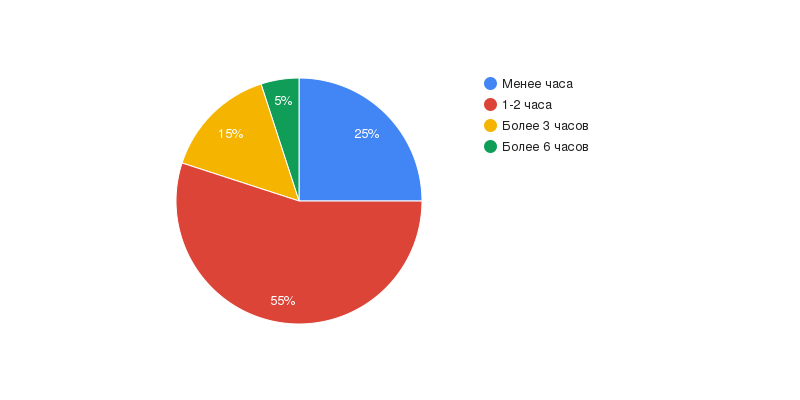 Менее часа
1-2 часа
Более 3 часов
Более 6 часов
5%
15%
25%
55%